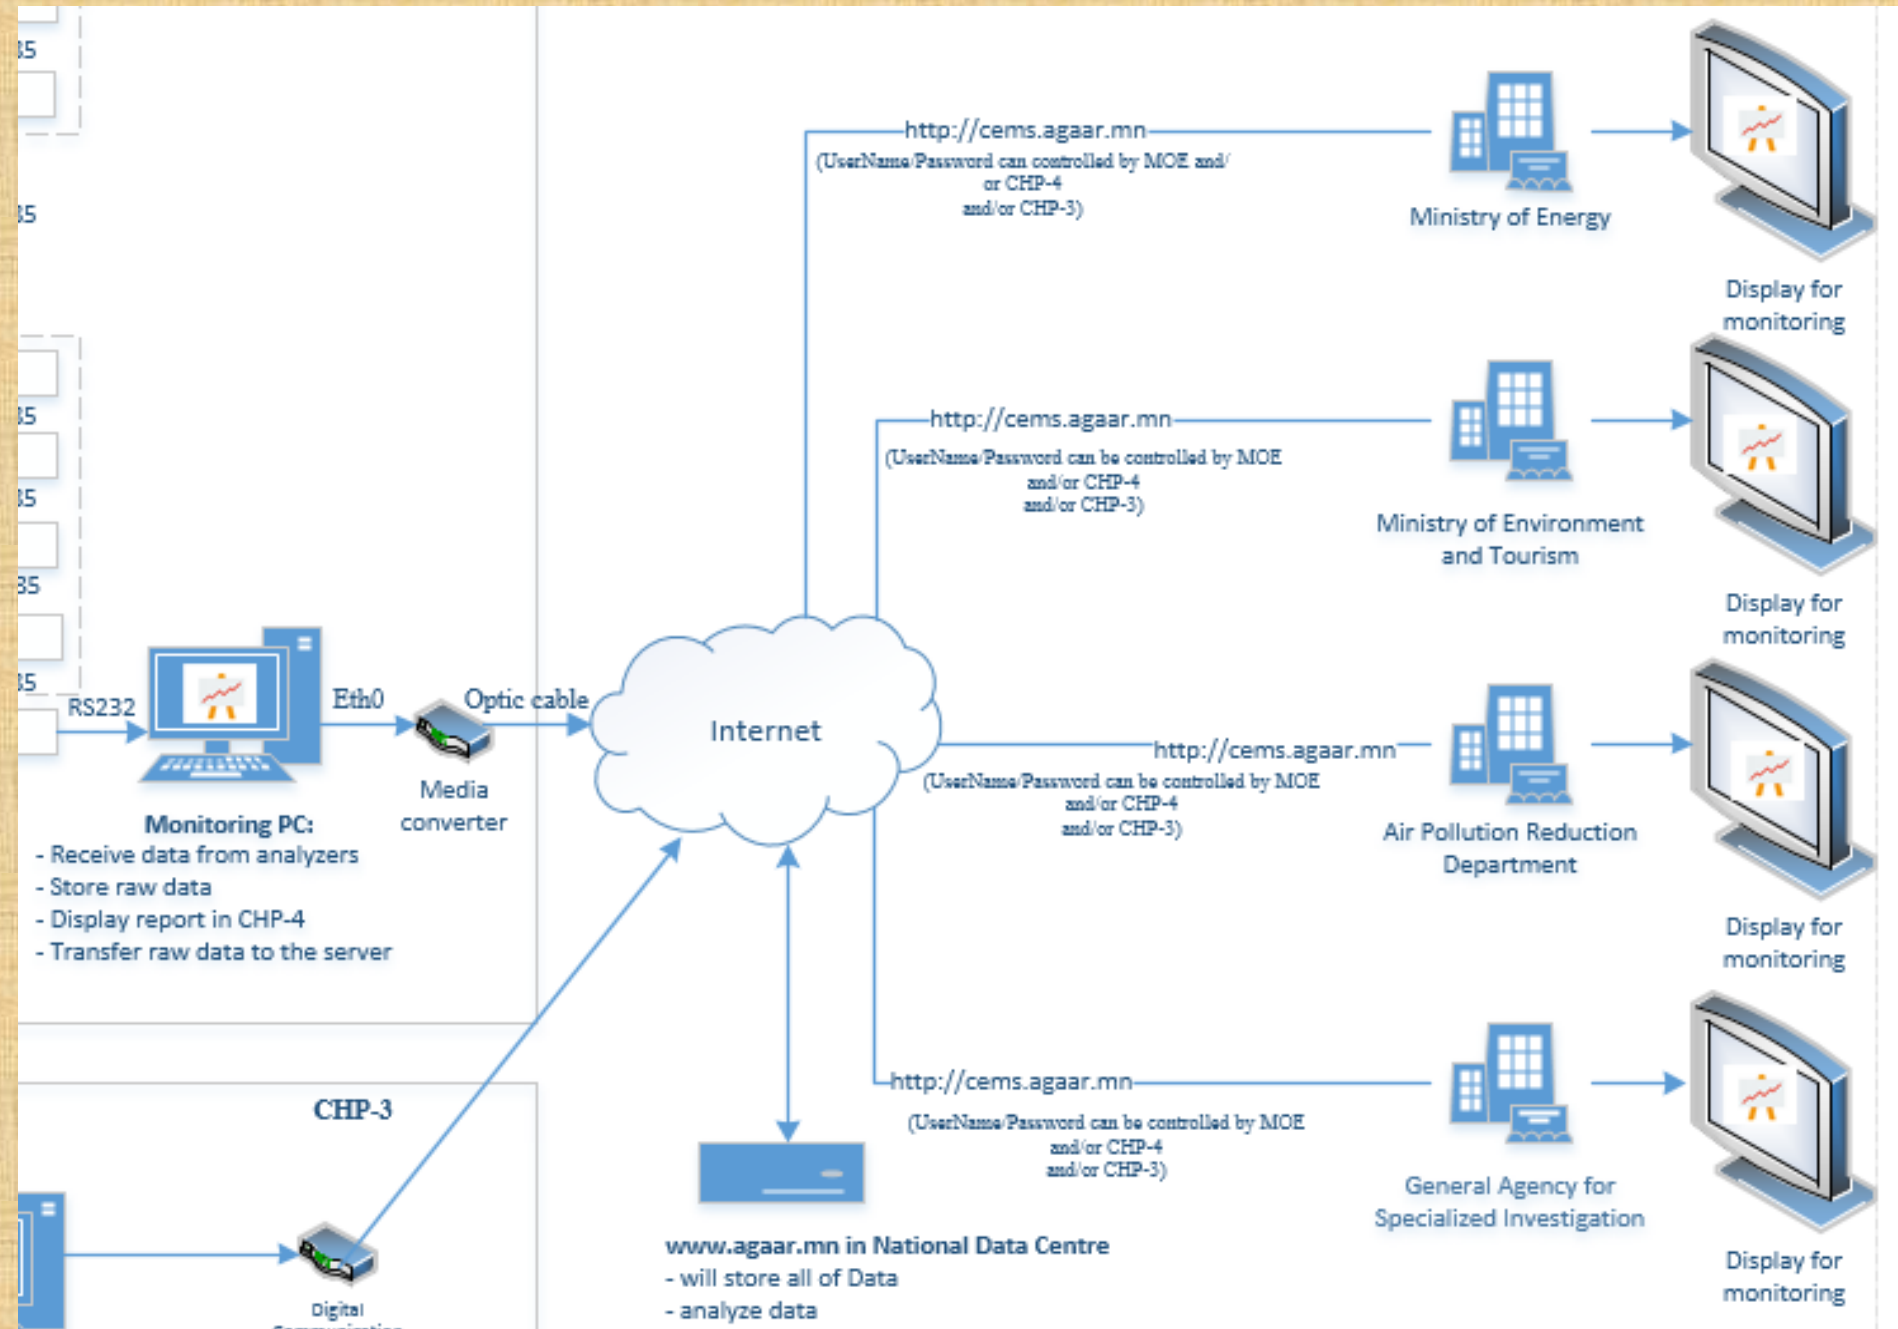 85
85
85
85
85
85
RS232
Eth0
Optic cable
Media
converter
Monitoring PC:
- Receive data from analyzers
- Store raw data
- Display report in CHP-4
- Transfer raw data to the server
CHP-3
Digital
Internet
www.agaar.mn in National Data Centre
- will store all of Data
- analyze data
http://cems.agaar.mn
(UserName/Password can controlled by MOE and/
or CHP-4
and/or CHP-3)
Ministry of Energy
Display for
monitoring
http://cems.agaar.mn
(UserName/Password can be controlled by MOE
and/or CHP-4
and/or CHP-3)
Ministry of Environment
and Tourism
Display for
monitoring
http://cems.agaar.mn
(UserName/Password can be controlled by MOE
and/or CHP-4
and/or CHP-3)
Air Pollution Reduction
Department
Display for
monitoring
http://cems.agaar.mn
(UserName/Password can be controlled by MOE
and/or CHP-4
and/or CHP-3)
General Agency for
Specialized Investigation
Display for
monitoring